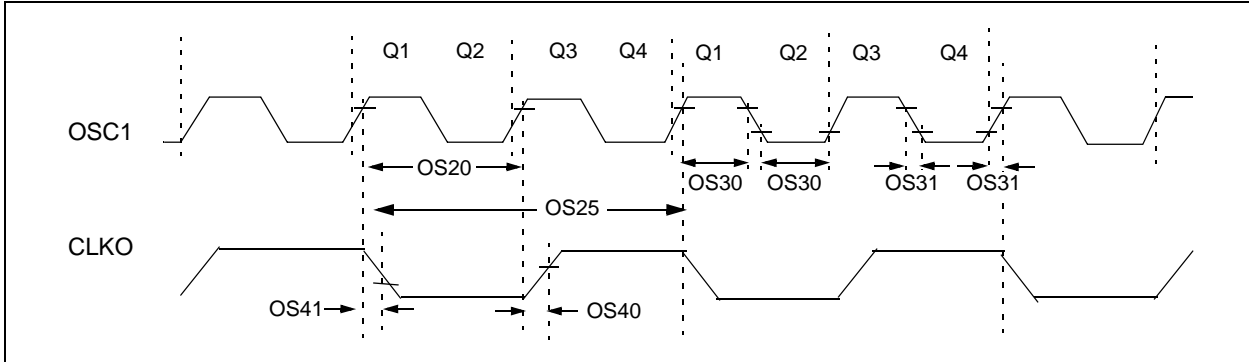 Q1 Q2 Q3 Q4 Q1 Q2 Q3 Q4
OSC1
OS20 OS30 OS30 OS31 OS31
OS25
CLKO
OS41 OS40